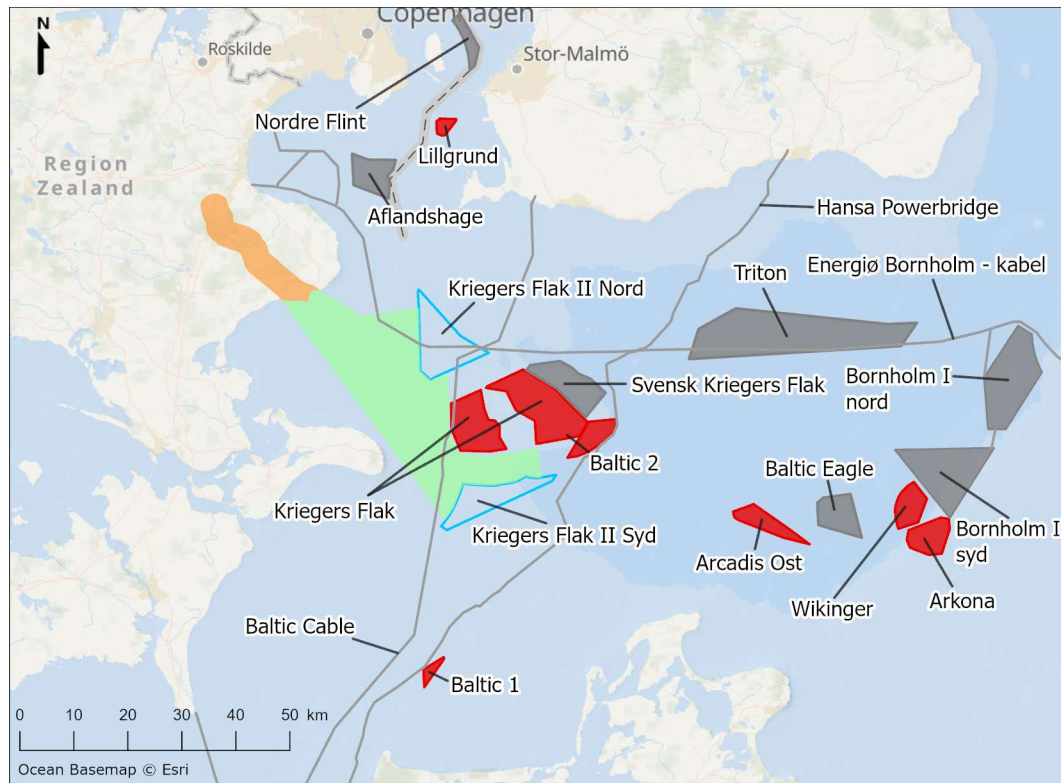 N
Copenhagen
Roskilde
Stor-Malmö
Nordre Flint
Lillgrund
Region
Zealand
Aflandshage
Hansa Powerbridge
Energiø Bornholm - kabel
Triton
Kriegers Flak II Nord
Svensk Kriegers Flak
Bornholm I
nord
Baltic 2
Baltic Eagle
Kriegers Flak
Kriegers Flak II Syd
Bornholm I
syd
Arcadis Ost
Wikinger
Arkona
Baltic Cable
Baltic 1
0 10 20 30 40 50 km
Ocean Basemap © Esri